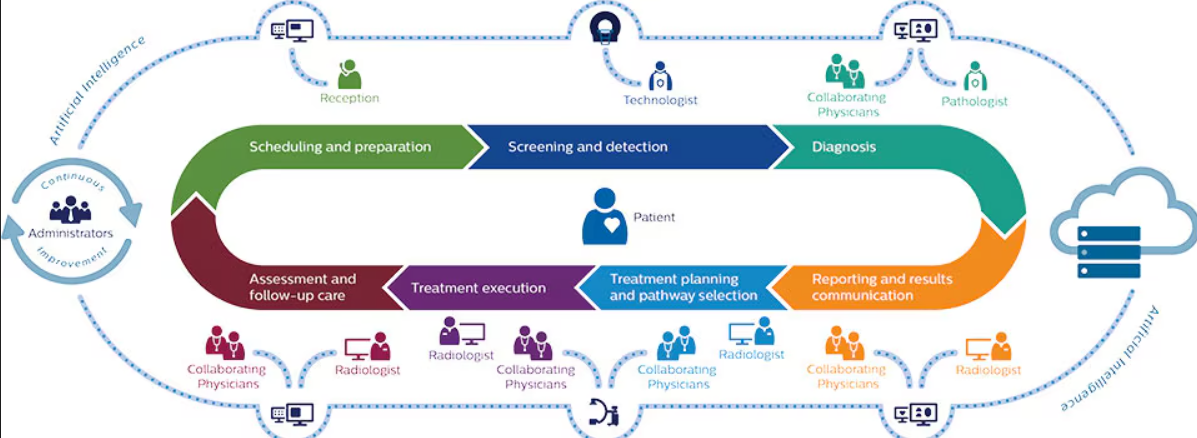 Artificial Intelligence
Reception
Technologist
Collaborating
Physicians
Pathologist
Scheduling and preparation
Screening and detection
Diagnosis
Continuous
Administrators
Improvement
Patient
Assessment and
follow-up care
Treatment execution
Treatment planning
and pathway selection
Reporting and results
communication
Collaborating
Physicians
Radiologist
Radiologist
Collaborating
Physicians
Collaborating
Physicians
Radiologist
Collaborating
Physicians
Radiologist
Artificial Intelligence